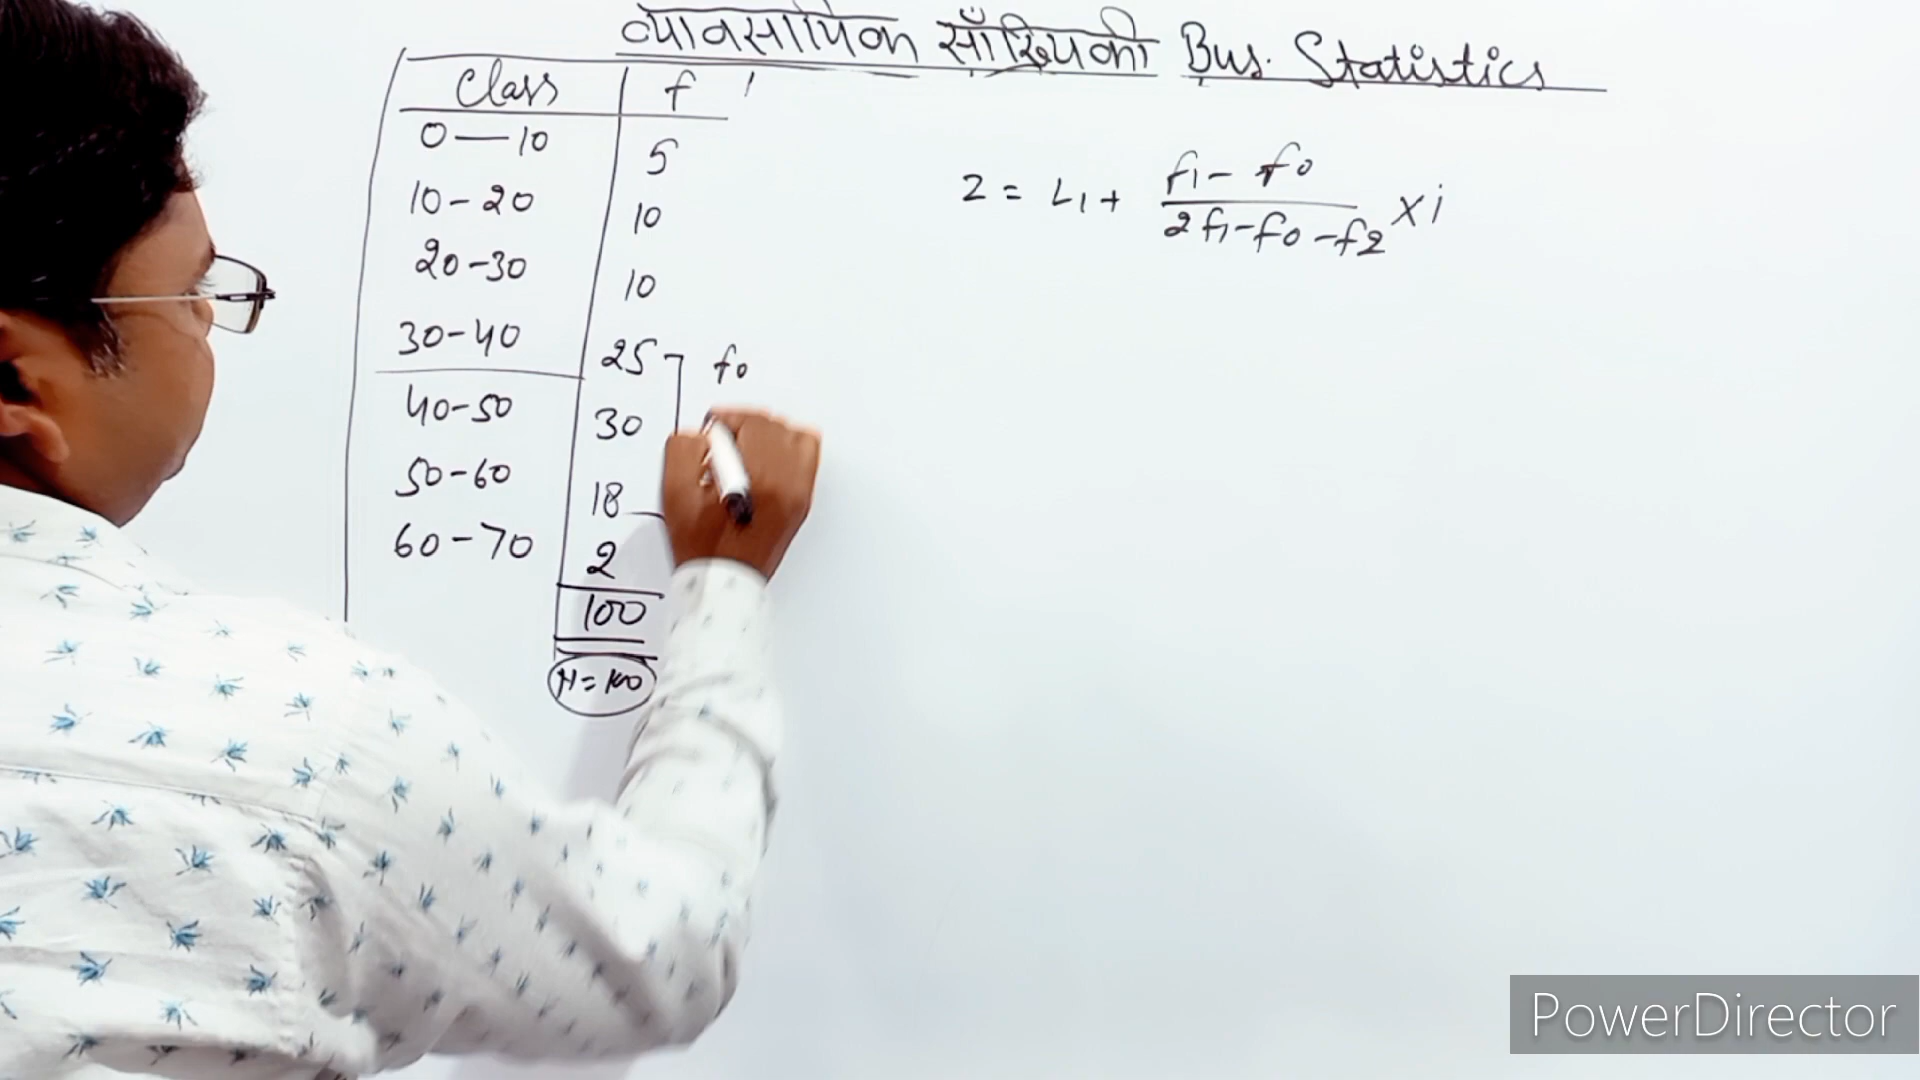 व्यावसायिक साँख्यिकी Bus. Statistics
Class f
0—10 5
10-20 10
20-30 10
30-40 25 f0
40-50 30
50-60 18
60-70 2
100
N=100
Z = L1+ f1- f0 / 2f1-f0-f2 Xi
PowerDirector